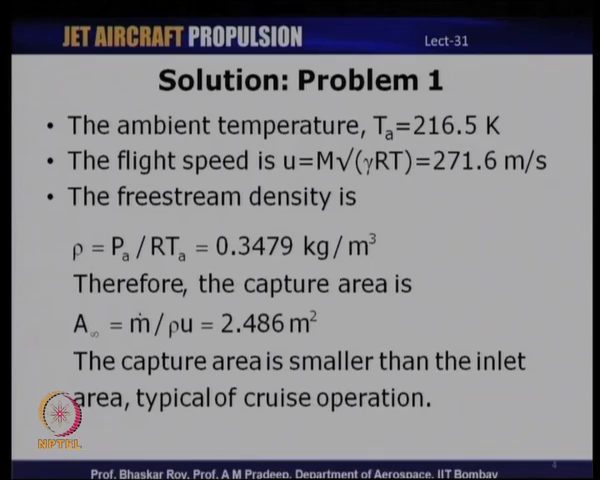 JET AIRCRAFT PROPULSION
Lect-31
Solution: Problem 1
• The ambient temperature, Tₐ=216.5 K
• The flight speed is u=M√(γRT)=271.6 m/s
• The freestream density is
ρ = Pₐ / RTₐ = 0.3479 kg/m³
Therefore, the capture area is
A∞ = ṁ/ρu = 2.486 m²
The capture area is smaller than the inlet
area, typical of cruise operation.
NPTEL
4
Prof. Bhaskar Roy, Prof. A M Pradeep, Department of Aerospace, IIT Bombay